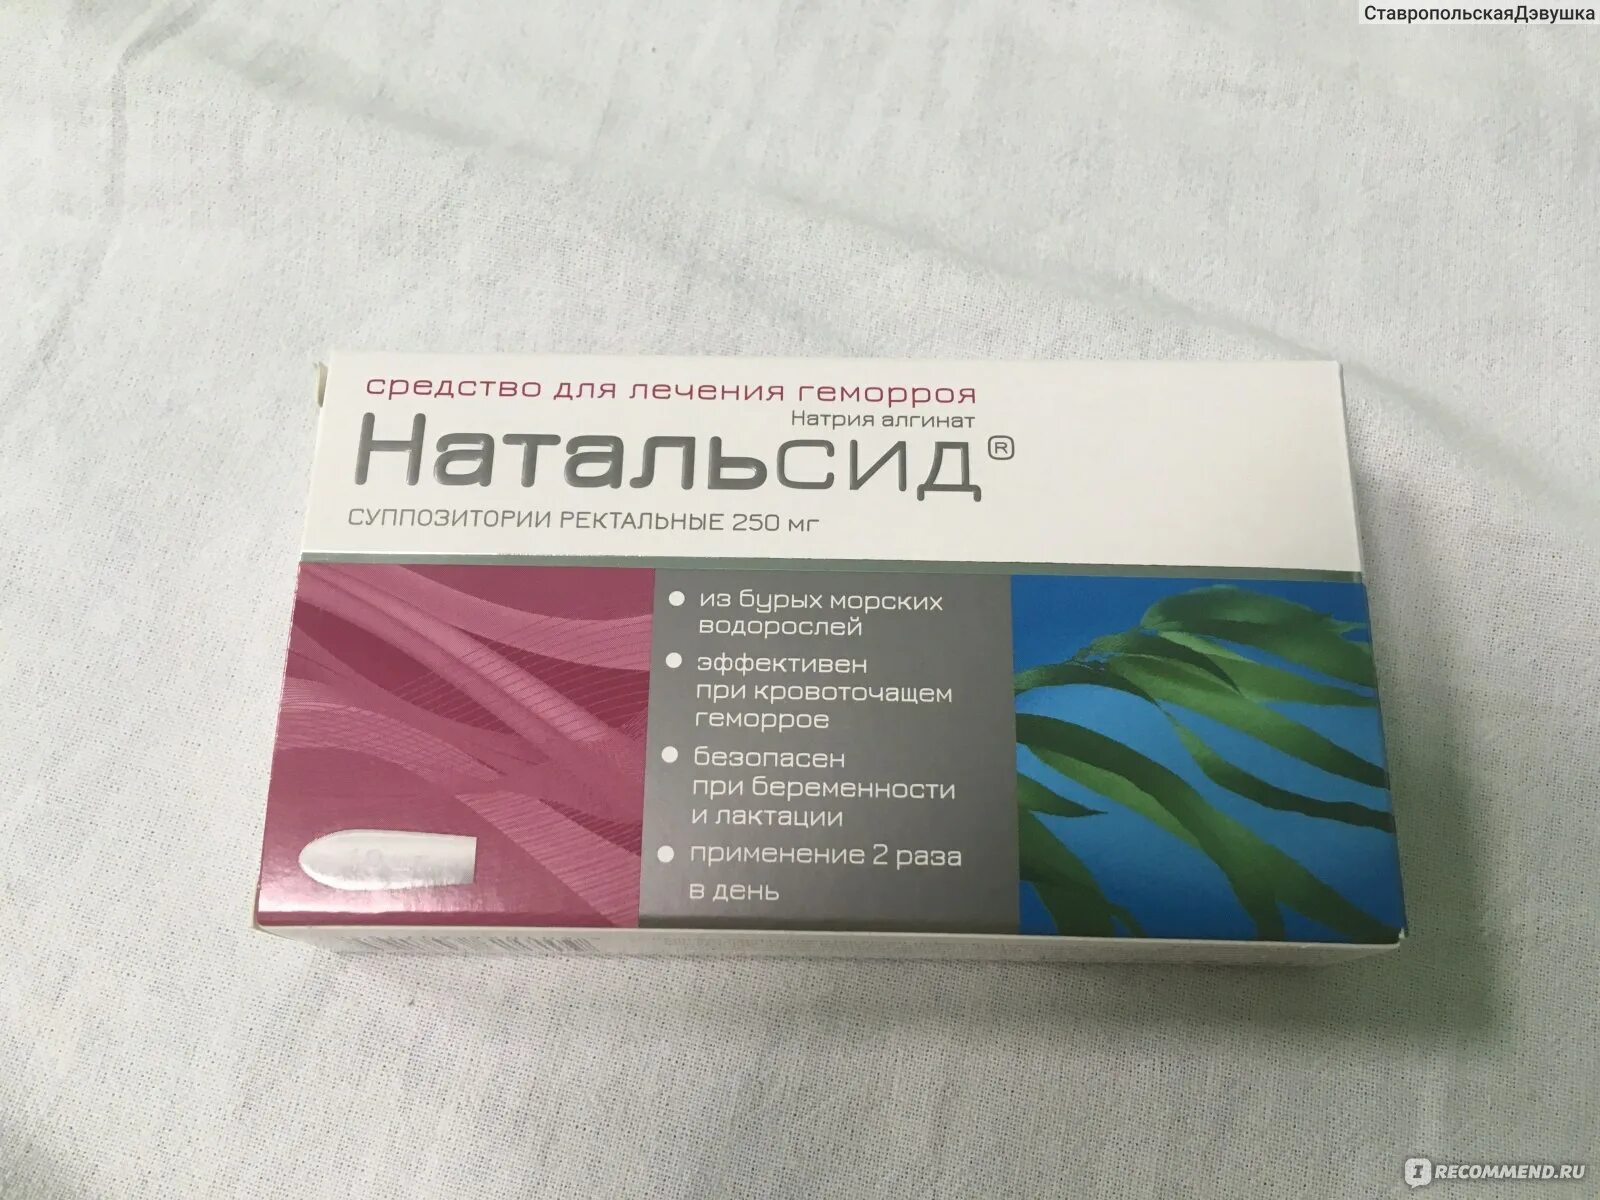 СтавропольскаяДэвушка
средство для лечения геморроя
Натрия алгинат
Натальсид®
суппозитории ректальные 250 мг
● из бурых морских
водорослей
● эффективен
при кровоточащем
геморрое
● безопасен
при беременности
и лактации
● применение 2 раза
в день
IRECOMMEND.RU